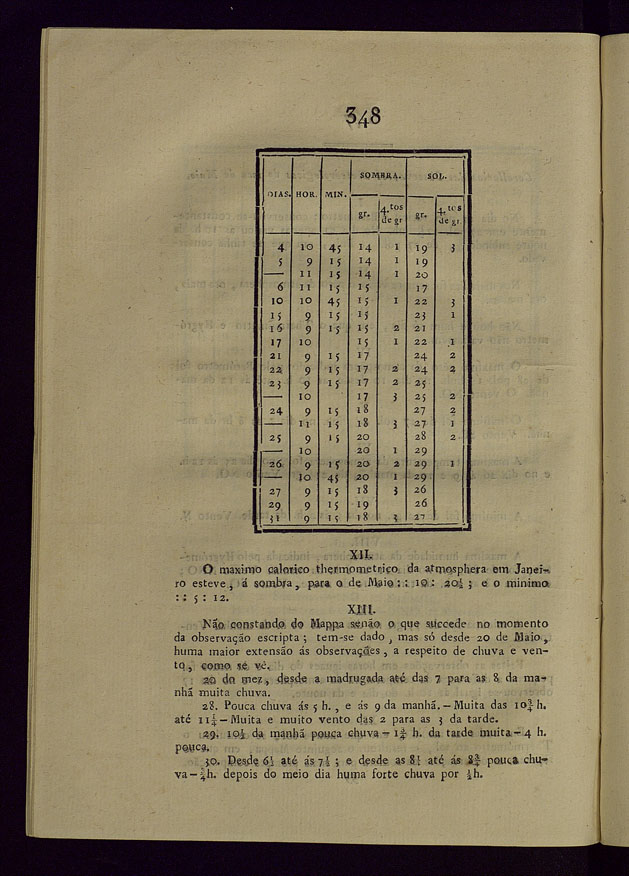 348
SOMBRA. SOL.
DIAS. HOR. MIN. gr. 4.tos de gr gr. 4.tos de gr.
4 10 45 14 1 19 3
5 9 15 14 1 19
— 11 15 14 1 20
6 11 15 15 17
10 10 45 15 1 22 3
15 9 15 15 23 1
16 9 15 15 2 21
17 10 15 1 22 1
21 9 15 17 24 2
22 9 15 17 2 24 2
23 9 15 17 2 25
— 10 17 3 25 2
24 9 15 18 27 2
— 11 15 18 3 27 1
25 9 15 20 28 2
— 10 20 1 29
26 9 15 20 2 29 1
— 10 45 20 1 29
27 9 15 18 3 26
29 9 15 19 26
31 9 15 18 3 27
XII.
O maximo calorico thermometrico da atmosphera em Janei-
ro esteve, á sombra, para o de Maio :: 10 : 20½; e o minimo
:: 5 : 12.
XIII.
Não constando do Mappa senão o que succede no momento
da observação escripta; tem-se dado, mas só desde 20 de Maio,
huma maior extensão ás observações, a respeito de chuva e ven-
to, como se vê.
20 do mez, desde a madrugada até das 7 para as 8 da ma-
nhã muita chuva.
28. Pouca chuva ás 5 h., e ás 9 da manhã. — Muita das 10¾ h.
até 11¼ — Muita e muito vento das 2 para as 3 da tarde.
29. 10½ da manhã pouca chuva — 1¾ h. da tarde muita — 4 h.
pouca.
30. Desde 6½ até ás 7½; e desde as 8½ até ás 8¾ pouca chu-
va — h. depois do meio dia huma forte chuva por h.